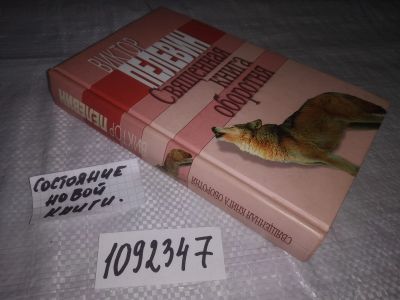 ВИКТОР
ПЕЛЕВИН
Священная
книга
оборотня
ВИКТОР ПЕЛЕВИН
СВЯЩЕННАЯ КНИГА ОБОРОТНЯ
СОСТОЯНИЕ
НОВОЙ
КНИГИ.
1092347